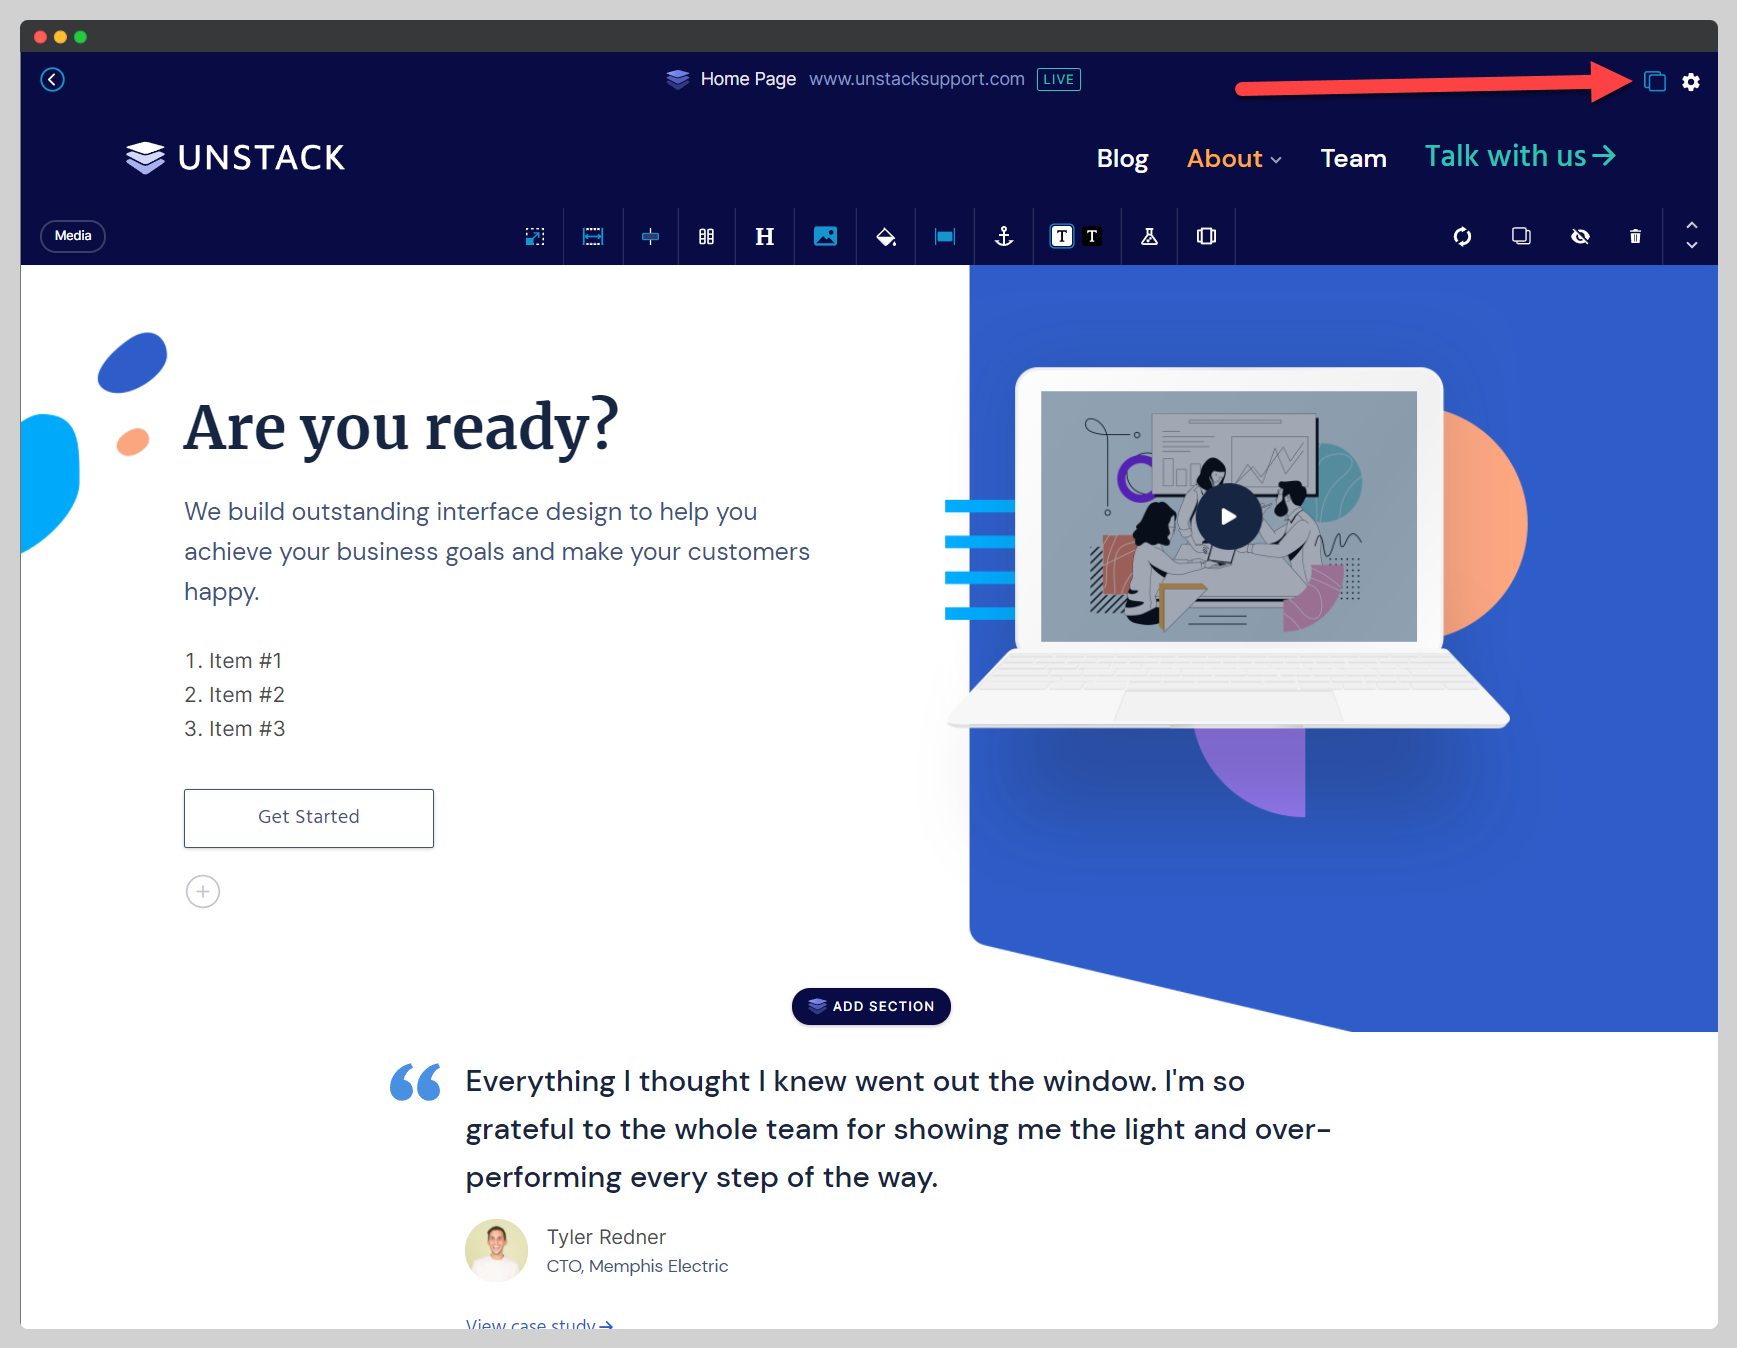 Home Page www.unstacksupport.com LIVE
UNSTACK
Blog About Team Talk with us
Media
H T T
Are you ready?
We build outstanding interface design to help you
achieve your business goals and make your customers
happy.
1. Item #1
2. Item #2
3. Item #3
Get Started
ADD SECTION
Everything I thought I knew went out the window. I'm so
grateful to the whole team for showing me the light and over-
performing every step of the way.
Tyler Redner
CTO, Memphis Electric
View case study